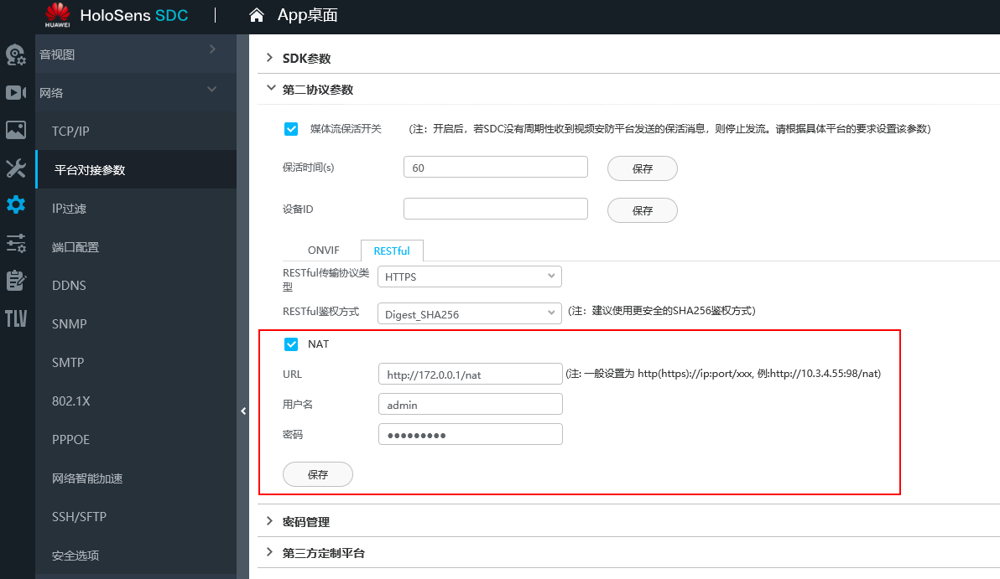 HUAWEI
HoloSens SDC
App桌面
音视图
网络
TCP/IP
平台对接参数
IP过滤
端口配置
DDNS
SNMP
SMTP
802.1X
PPPOE
网络智能加速
SSH/SFTP
安全选项
TLV
SDK参数
第二协议参数
媒体流保活开关 (注：开启后，若SDC没有周期性收到视频安防平台发送的保活消息，则停止发流。请根据具体平台的要求设置该参数)
保活时间(s) 60 保存
设备ID 保存
ONVIF RESTful
RESTful传输协议类
型 HTTPS
RESTful鉴权方式 Digest_SHA256 (注：建议使用更安全的SHA256鉴权方式)
NAT
URL http://172.0.0.1/nat (注: 一般设置为 http(https)://ip:port/xxx, 例:http://10.3.4.55:98/nat)
用户名 admin
密码 ●●●●●●●●●
保存
密码管理
第三方定制平台